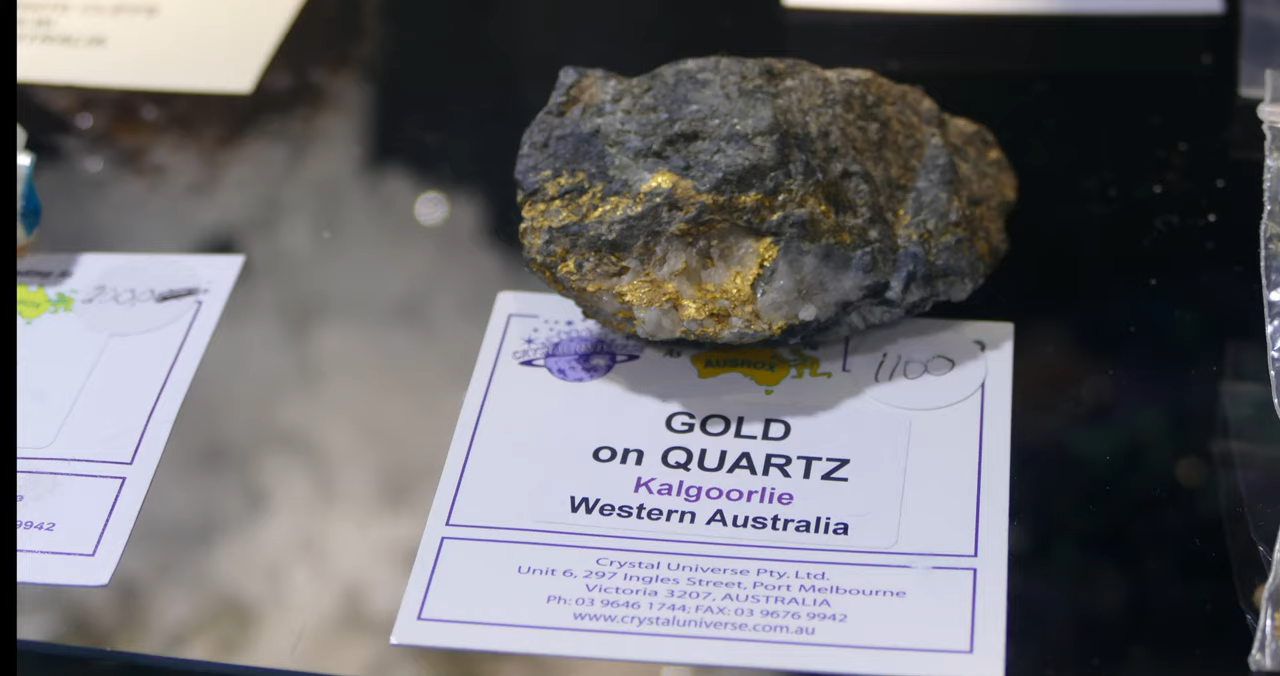 AUSROX
1100
GOLD
on QUARTZ
Kalgoorlie
Western Australia
Crystal Universe Pty. Ltd.
Unit 6, 297 Ingles Street, Port Melbourne
Victoria 3207, AUSTRALIA
Ph: 03 9646 1744; FAX: 03 9676 9942
www.crystaluniverse.com.au
9942